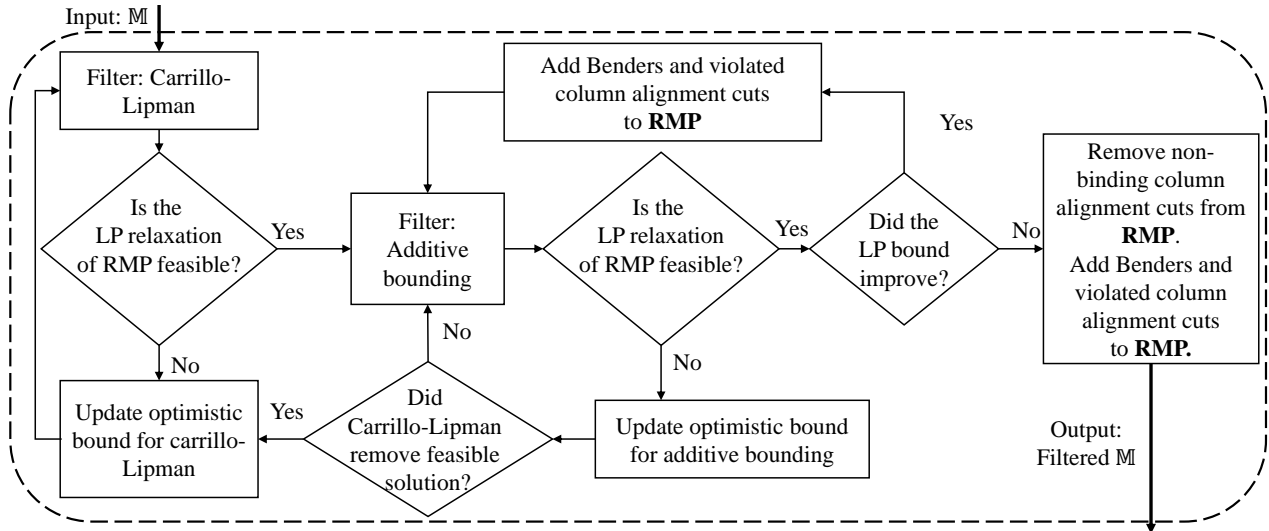 Input: 𝕄
Filter: Carrillo-
Lipman
Is the
LP relaxation
of RMP feasible?
Yes
No
Update optimistic
bound for carrillo-
Lipman
Filter:
Additive
bounding
Add Benders and violated
column alignment cuts
to RMP
Is the
LP relaxation
of RMP feasible?
Yes
No
Did the
LP bound
improve?
Yes
No
Update optimistic bound
for additive bounding
Did
Carrillo-Lipman
remove feasible
solution?
Yes
No
Remove non-
binding column
alignment cuts from
RMP.
Add Benders and
violated column
alignment cuts
to RMP.
Output:
Filtered 𝕄